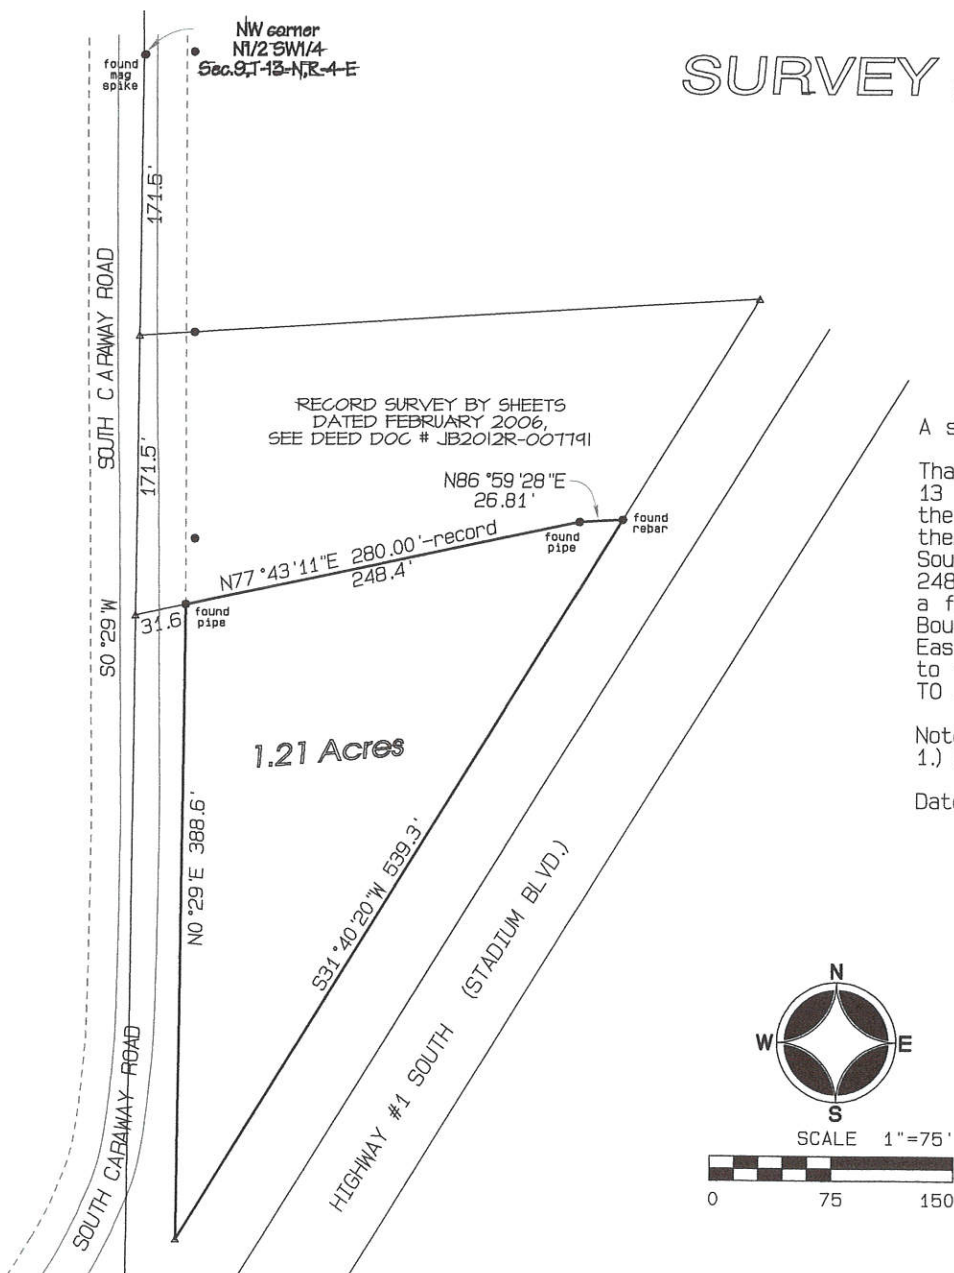 NW corner
N1/2 SW1/4
Sec.9,T-13-N,R-4-E
found
mag
spike
SURVEY
171.5'
SOUTH CARAWAY ROAD
171.5'
RECORD SURVEY BY SHEETS
DATED FEBRUARY 2006,
SEE DEED DOC # JB2012R-007791
N86°59'28"E
26.81'
found
rebar
found
pipe
N77°43'11"E 280.00'-record
248.4'
31.6
found
pipe
S0°29'W
1.21 Acres
N0°29'E 388.6'
S31°40'20"W 539.3'
HIGHWAY #1 SOUTH (STADIUM BLVD.)
SOUTH CARAWAY ROAD
A s
Tha
13
the
the
Sou
248
a f
Bou
Eas
to
TO
Not
1.)
Dat
N
W E
S
SCALE 1"=75'
0 75 150